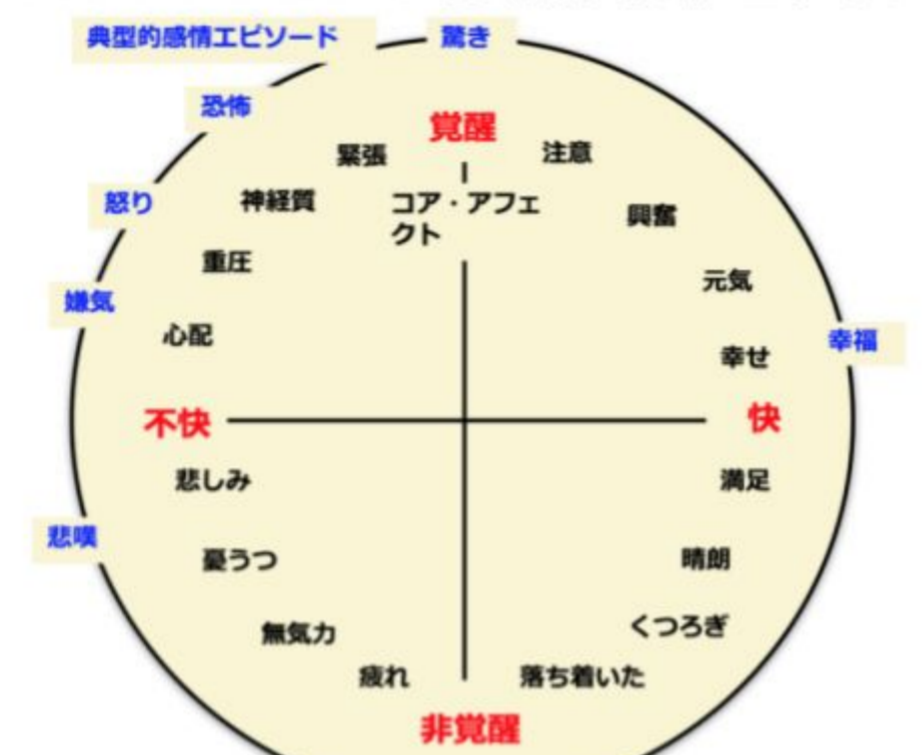 典型的感情エピソード
驚き
恐怖
覚醒
緊張
注意
怒り
神経質
コア・アフェ
クト
興奮
重圧
元気
嫌気
心配
幸福
幸せ
不快
快
悲しみ
満足
悲嘆
憂うつ
晴朗
無気力
くつろぎ
疲れ
落ち着いた
非覚醒